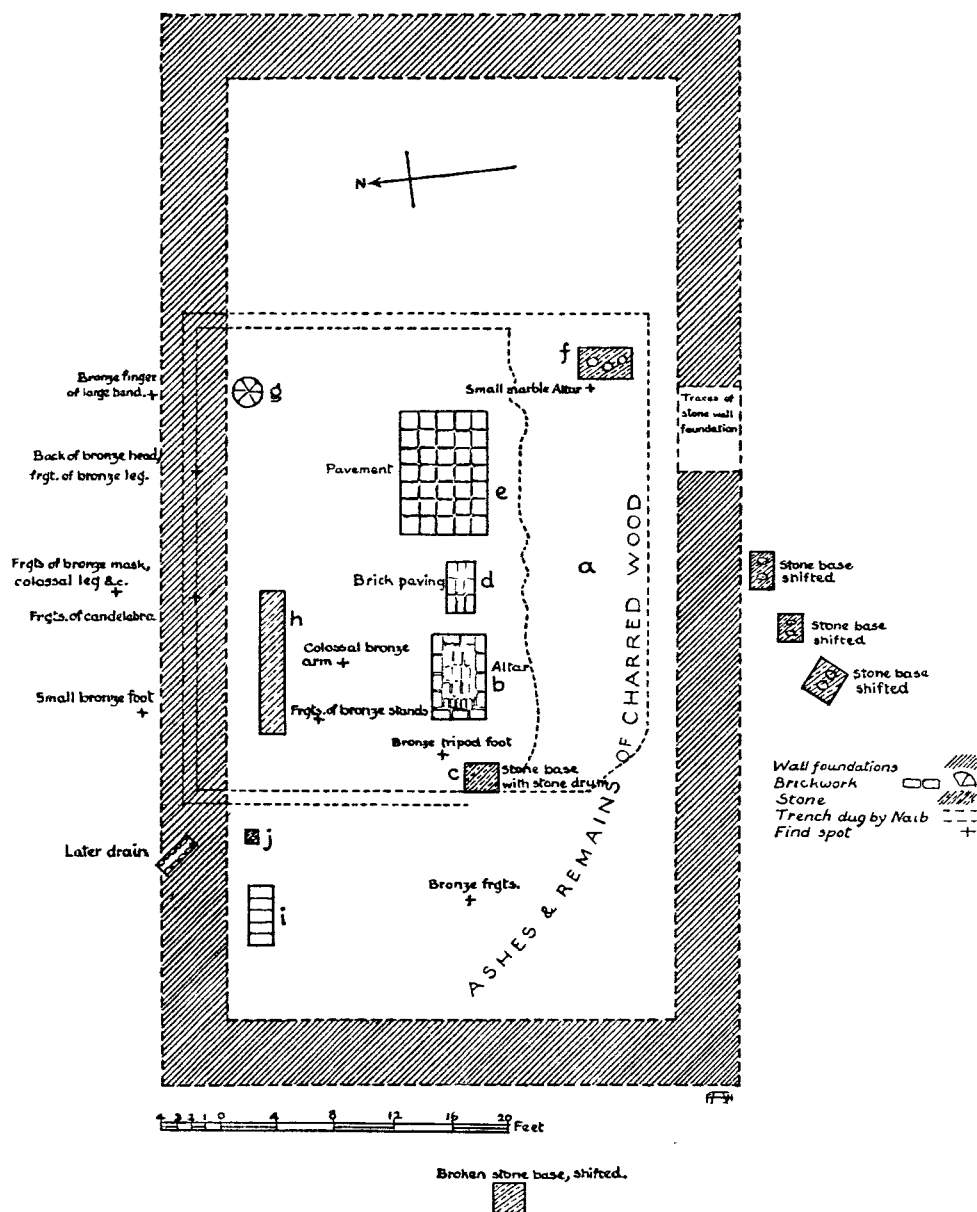 N
f
Small marble Altar
Traces of
stone wall
foundation
Bronze finger
of large hand.
g
Back of bronze head,
frgt. of bronze leg.
Pavement
e
a
Frgts of bronze mask,
colossal leg &c.
Frgts. of candelabra
Brick paving
d
Stone base
shifted
h
Colossal bronze
arm
Altar
b
Stone base
shifted
Stone base
shifted
Small bronze foot
Frgts. of bronze stands
Bronze tripod foot
c
Stone base
with stone drum
ASHES & REMAINS OF CHARRED WOOD
Wall foundations
Brickwork
Stone
Trench dug by Naib
Find spot
Later drain
j
Bronze frgts.
i
4 3 2 1 0 4 8 12 16 20
Feet
Broken stone base, shifted.